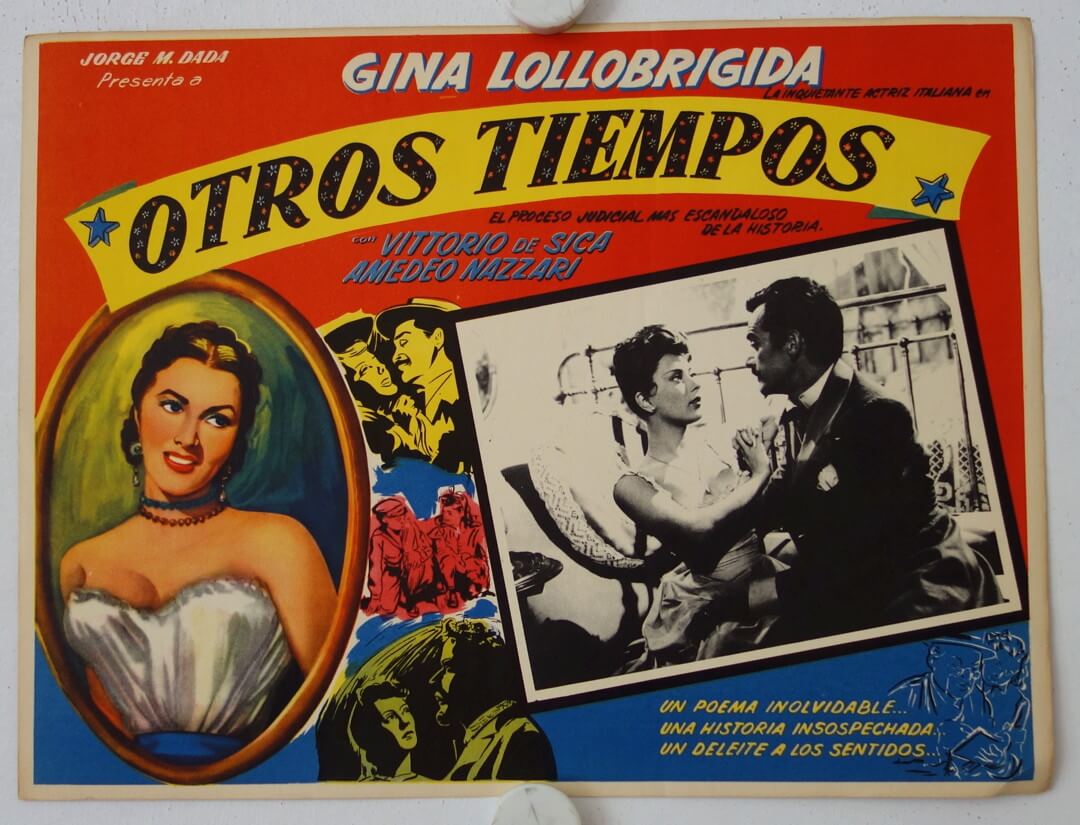 JORGE M. DADA
Presenta a
GINA LOLLOBRIGIDA
LA INQUIETANTE ACTRIZ ITALIANA en
OTROS TIEMPOS
EL PROCESO JUDICIAL MAS ESCANDALOSO
DE LA HISTORIA.
con VITTORIO DE SICA
AMEDEO NAZZARI
UN POEMA INOLVIDABLE...
UNA HISTORIA INSOSPECHADA
UN DELEITE A LOS SENTIDOS...